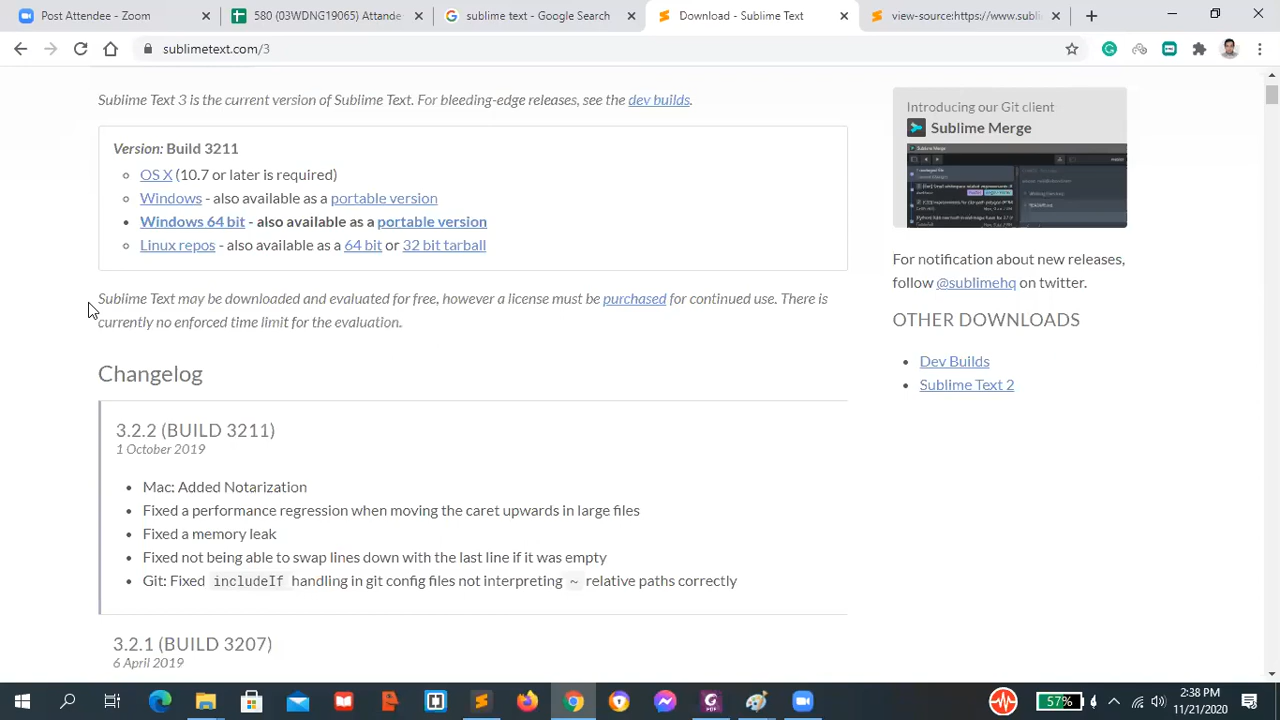 Post Attendee - Zoom
580 (03WDNG19065) Attande
sublime text - Google Search
Download - Sublime Text
view-source:https://www.subli
sublimetext.com/3
Sublime Text 3 is the current version of Sublime Text. For bleeding-edge releases, see the dev builds.
Version: Build 3211
OS X (10.7 or later is required)
Windows - also available as a portable version
Windows 64 bit - also available as a portable version
Linux repos - also available as a 64 bit or 32 bit tarball
Sublime Text may be downloaded and evaluated for free, however a license must be purchased for continued use. There is
currently no enforced time limit for the evaluation.
Changelog
3.2.2 (BUILD 3211)
1 October 2019
Mac: Added Notarization
Fixed a performance regression when moving the caret upwards in large files
Fixed a memory leak
Fixed not being able to swap lines down with the last line if it was empty
Git: Fixed includeIf handling in git config files not interpreting ~ relative paths correctly
3.2.1 (BUILD 3207)
6 April 2019
Introducing our Git client
Sublime Merge
For notification about new releases,
follow @sublimehq on twitter.
OTHER DOWNLOADS
Dev Builds
Sublime Text 2
57%
2:38 PM
11/21/2020